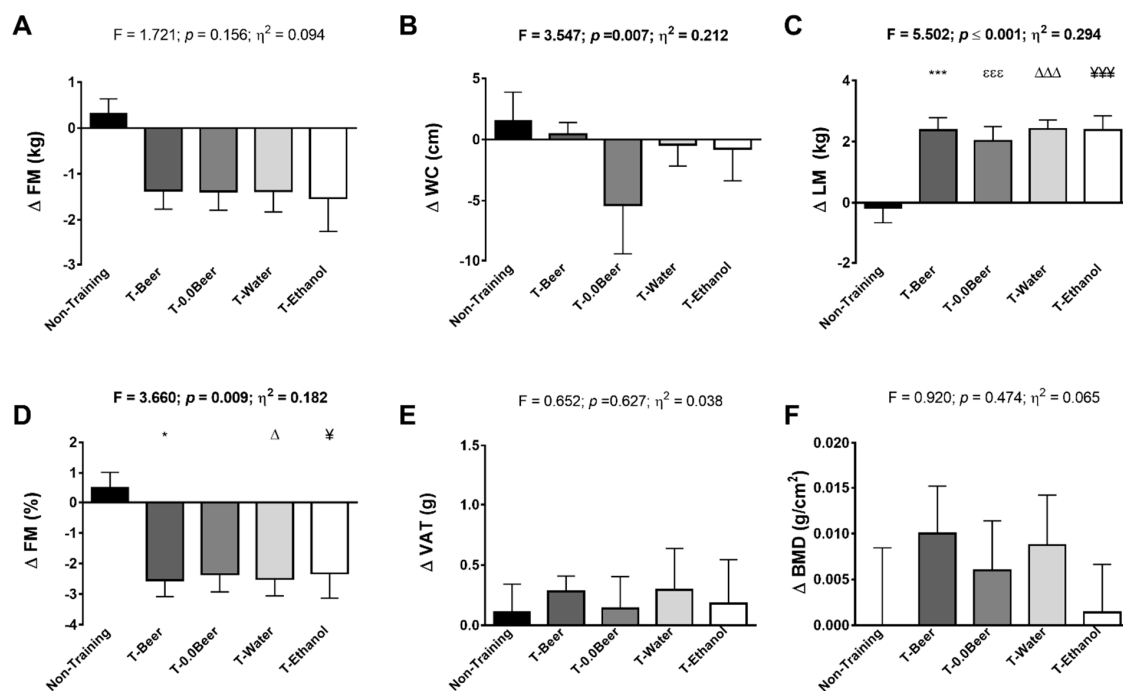 A
F = 1.721; p = 0.156; η² = 0.094
Δ FM (kg)
1
0
-1
-2
-3
Non-Training
T-Beer
T-0.0Beer
T-Water
T-Ethanol
B
F = 3.547; p =0.007; η² = 0.212
Δ WC (cm)
5
0
-5
-10
Non-Training
T-Beer
T-0.0Beer
T-Water
T-Ethanol
C
F = 5.502; p ≤ 0.001; η² = 0.294
*** εεε ΔΔΔ ¥¥¥
Δ LM (kg)
4
2
0
-2
Non-Training
T-Beer
T-0.0Beer
T-Water
T-Ethanol
D
F = 3.660; p = 0.009; η² = 0.182
* Δ ¥
Δ FM (%)
2
1
0
-1
-2
-3
-4
Non-Training
T-Beer
T-0.0Beer
T-Water
T-Ethanol
E
F = 0.652; p =0.627; η² = 0.038
Δ VAT (g)
1.5
1.0
0.5
0.0
Non-Training
T-Beer
T-0.0Beer
T-Water
T-Ethanol
F
F = 0.920; p = 0.474; η² = 0.065
Δ BMD (g/cm²)
0.020
0.015
0.010
0.005
0.000
Non-Training
T-Beer
T-0.0Beer
T-Water
T-Ethanol